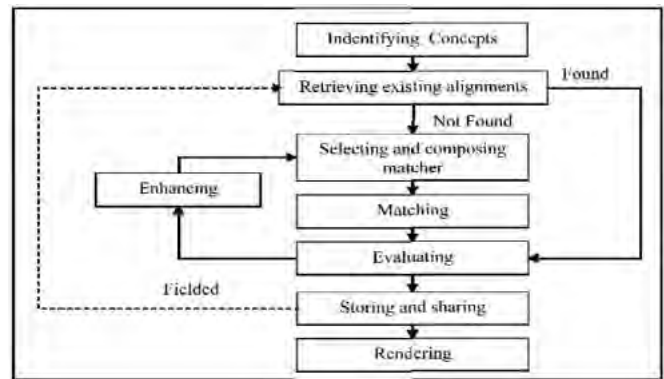 Indentifying Concepts
Retrieving existing alignments
Found
Not Found
Selecting and composing
matcher
Enhancing
Matching
Evaluating
Fielded
Storing and sharing
Rendering